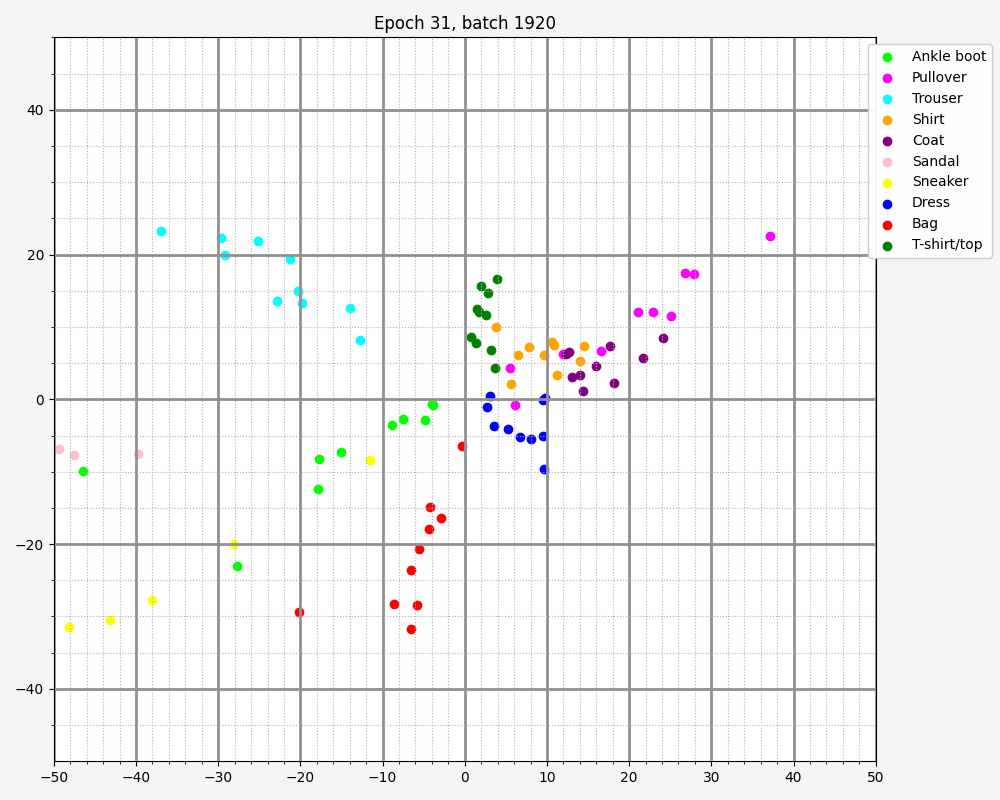 Epoch 31, batch 1920
Ankle boot
Pullover
Trouser
Shirt
Coat
Sandal
Sneaker
Dress
Bag
T-shirt/top
40
20
0
−20
−40
−50 −40 −30 −20 −10 0 10 20 30 40 50